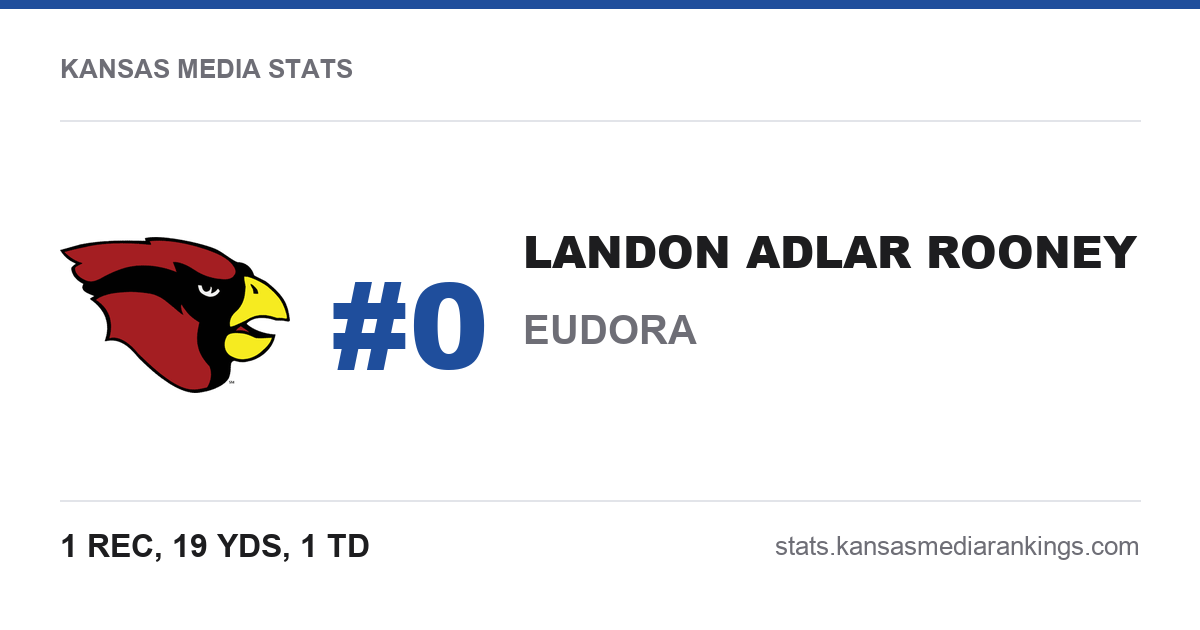 KANSAS MEDIA STATS
#0
LANDON ADLAR ROONEY
EUDORA
1 REC, 19 YDS, 1 TD
stats.kansasmediarankings.com